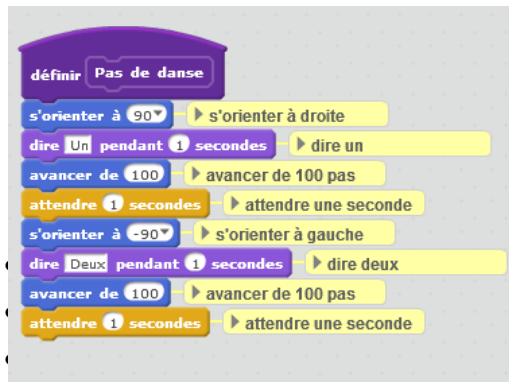 définir Pas de danse
s'orienter à 90 s'orienter à droite
dire Un pendant 1 secondes dire un
avancer de 100 avancer de 100 pas
attendre 1 secondes attendre une seconde
s'orienter à -90 s'orienter à gauche
dire Deux pendant 1 secondes dire deux
avancer de 100 avancer de 100 pas
attendre 1 secondes attendre une seconde